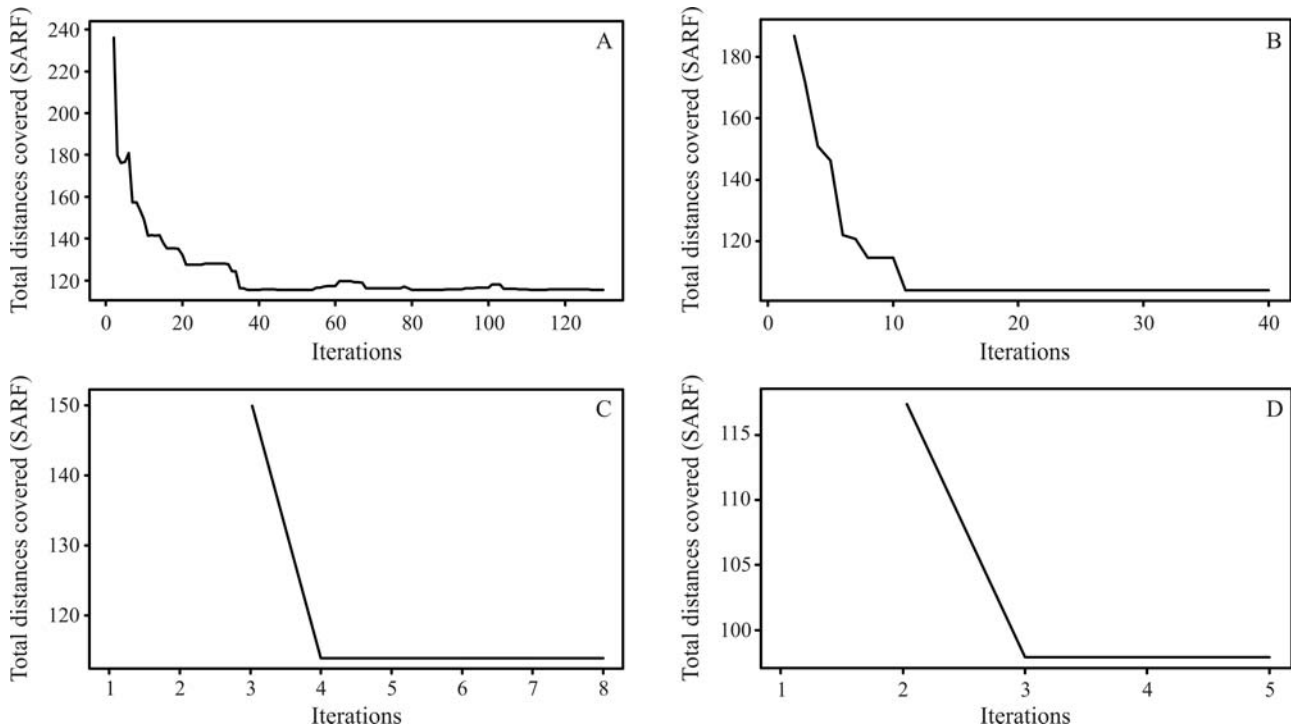 A
Total distances covered (SARF)
240
220
200
180
160
140
120
0 20 40 60 80 100 120
Iterations
B
Total distances covered (SARF)
180
160
140
120
0 10 20 30 40
Iterations
C
Total distances covered (SARF)
150
140
130
120
1 2 3 4 5 6 7 8
Iterations
D
Total distances covered (SARF)
115
110
105
100
1 2 3 4 5
Iterations